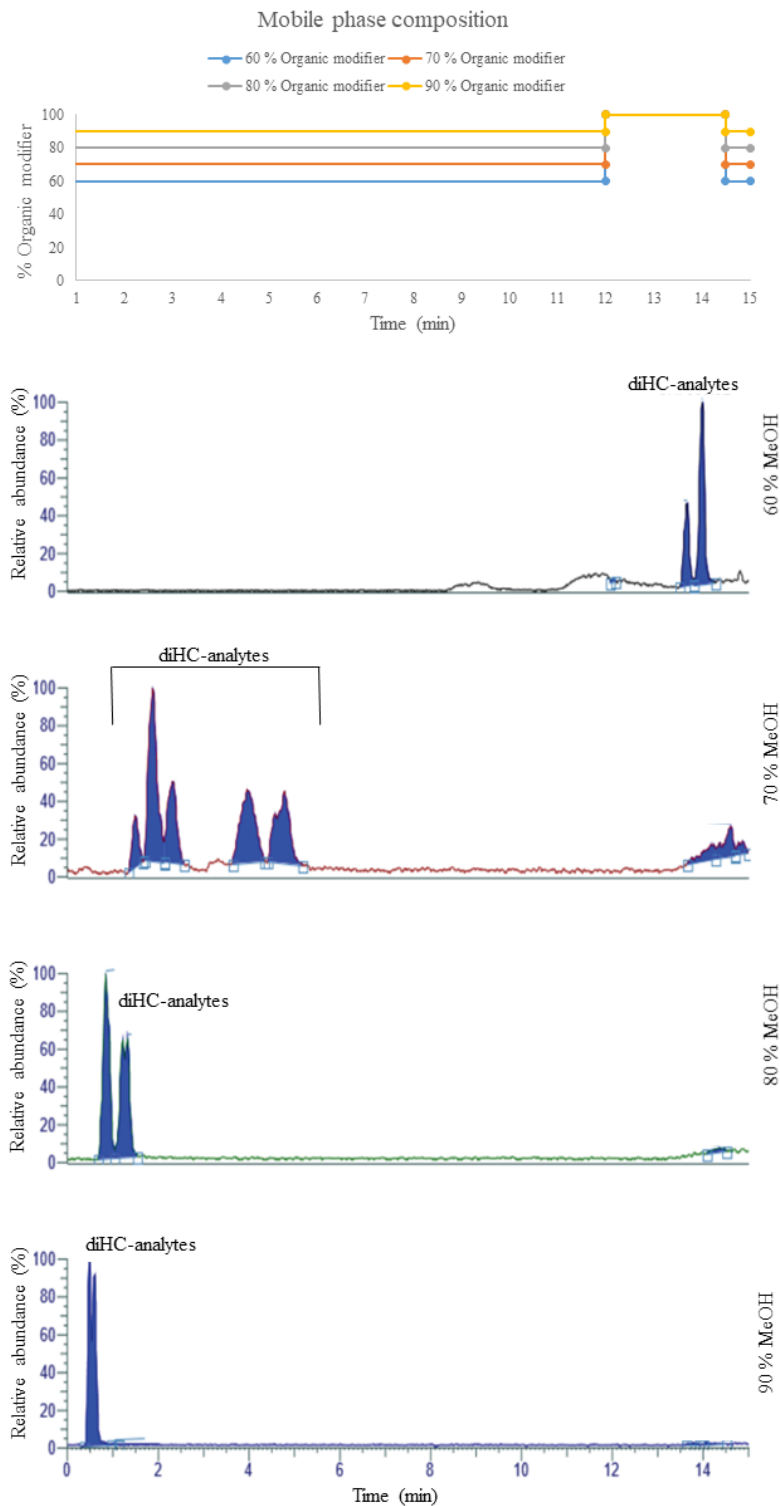 Mobile phase composition
60 % Organic modifier 70 % Organic modifier
80 % Organic modifier 90 % Organic modifier
% Organic modifier
100
80
60
40
20
0
1 2 3 4 5 6 7 8 9 10 11 12 13 14 15
Time (min)
diHC-analytes
Relative abundance (%)
100
80
60
40
20
0
60 % MeOH
diHC-analytes
Relative abundance (%)
100
80
60
40
20
0
70 % MeOH
diHC-analytes
Relative abundance (%)
100
80
60
40
20
0
80 % MeOH
diHC-analytes
Relative abundance (%)
100
80
60
40
20
0
90 % MeOH
0 2 4 6 8 10 12 14
Time (min)